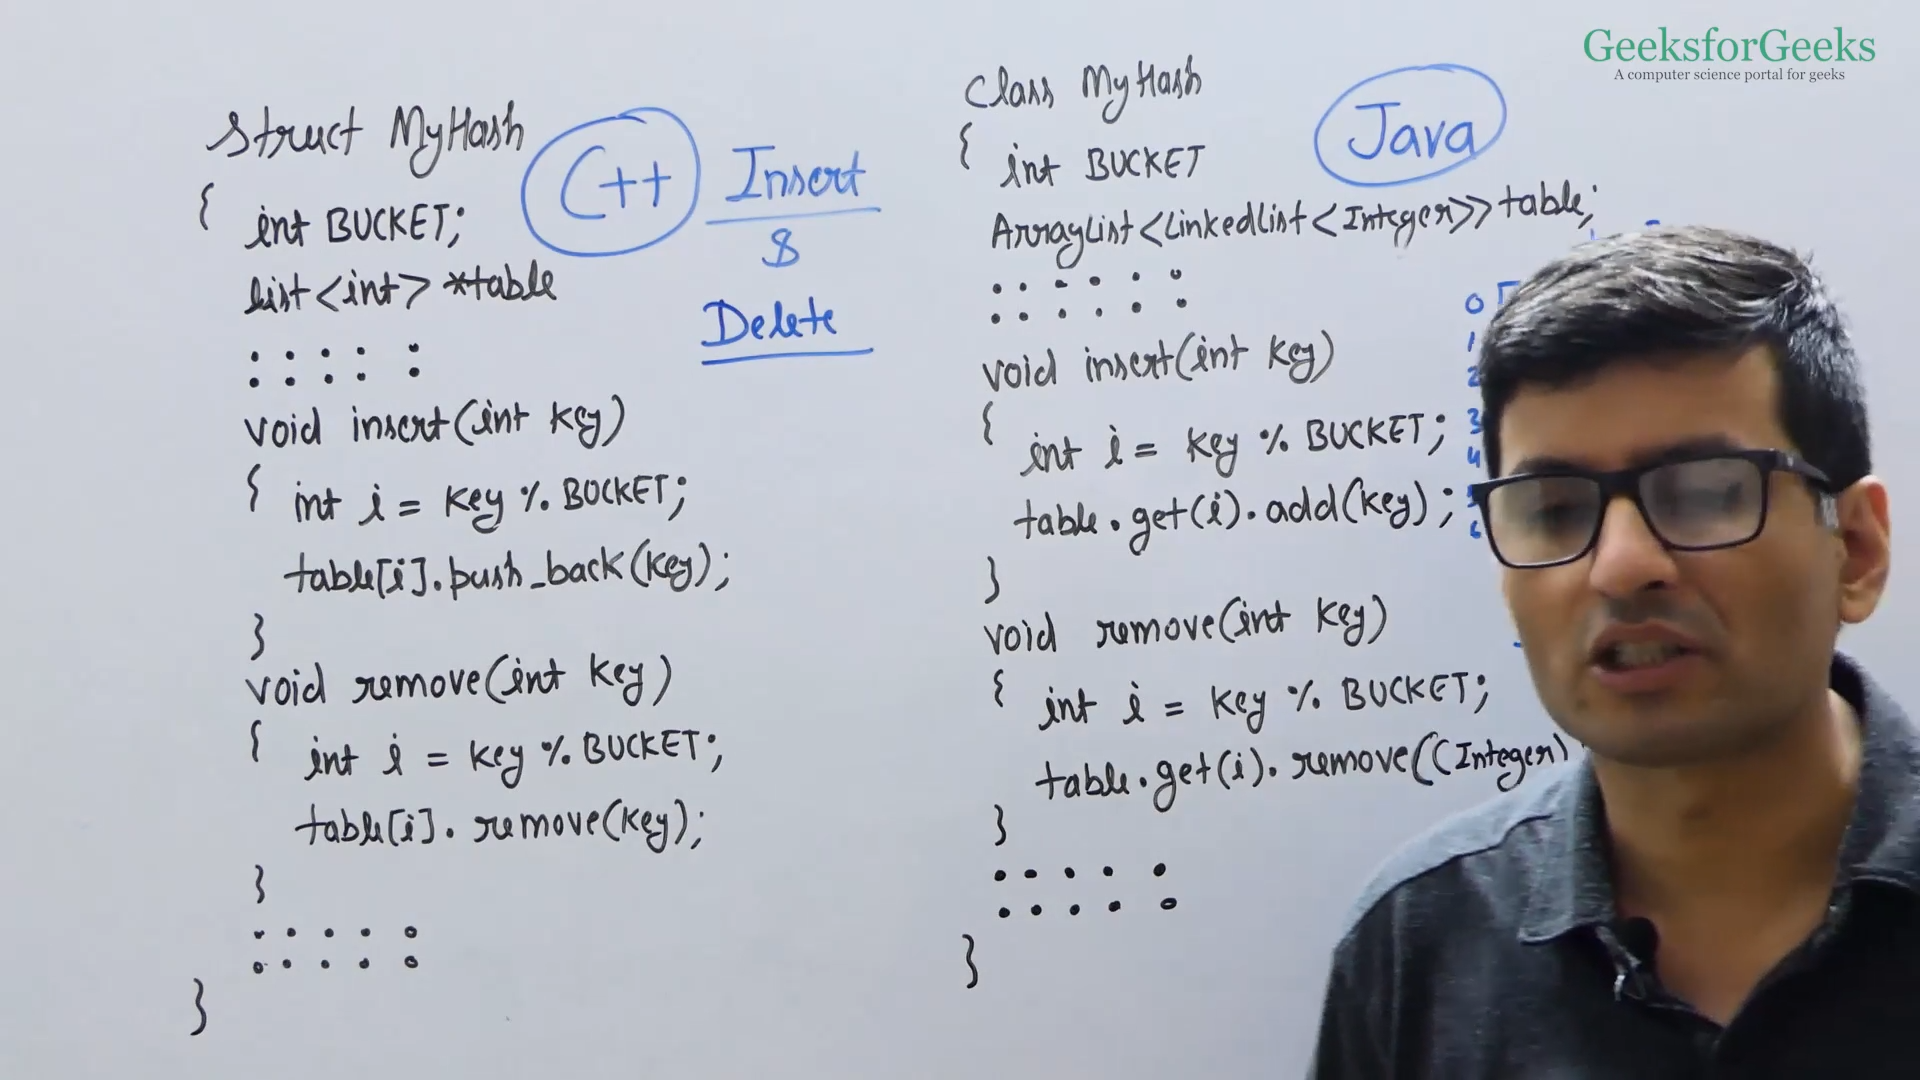 GeeksforGeeks
A computer science portal for geeks
Struct MyHash
{ int BUCKET;
list<int> *table
void insert(int key)
{ int i = key % BUCKET;
table[i].push_back(key);
}
void remove(int key)
{ int i = key % BUCKET;
table[i]. remove(key);
}
}
C++
Insert
&
Delete
Class MyHash
{ int BUCKET
ArrayList<LinkedList<Integer>> table;
void insert(int key)
{ int i = key % BUCKET;
table.get(i).add(key);
}
void remove(int key)
{ int i = key % BUCKET;
table.get(i). remove((Integer)
}
}
Java
0
1
2
3
4
5
6